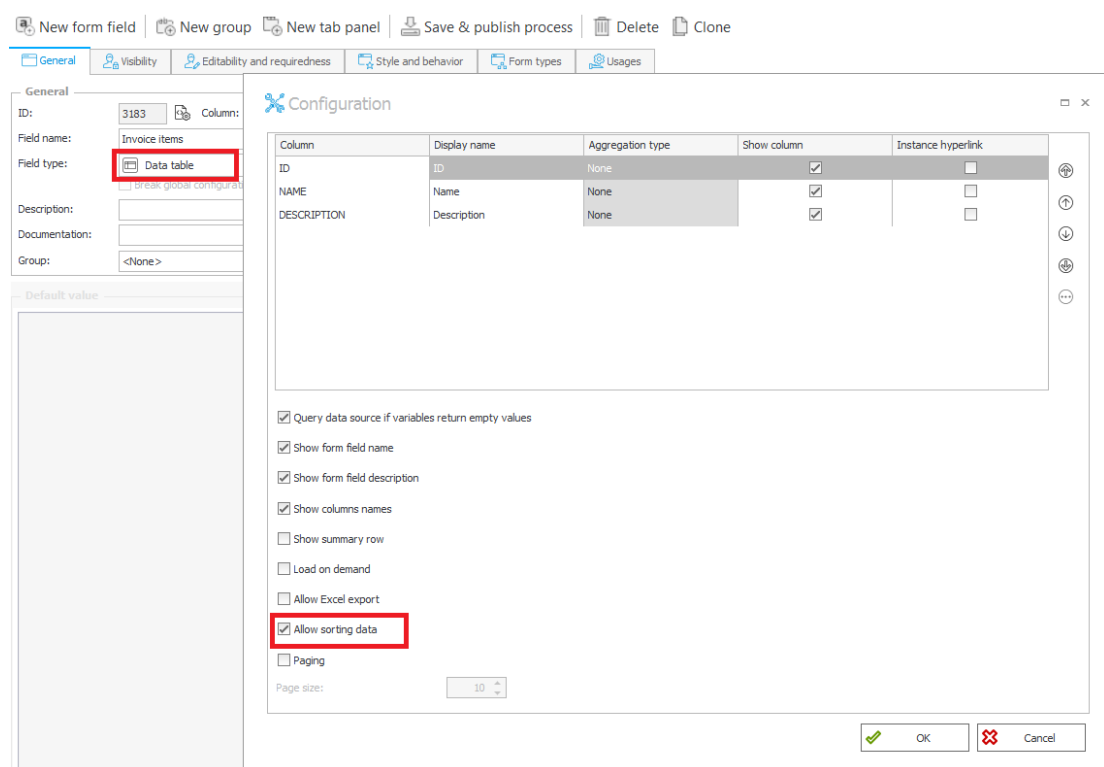 New form field New group New tab panel Save & publish process Delete Clone
General Visibility Editability and requiredness Style and behavior Form types Usages
General
ID: 3183 Column:
Field name: Invoice items
Field type: Data table
Break global configurat
Description:
Documentation:
Group: <None>
Default value
Configuration
Column Display name Aggregation type Show column Instance hyperlink
ID ID None
NAME Name None
DESCRIPTION Description None
Query data source if variables return empty values
Show form field name
Show form field description
Show columns names
Show summary row
Load on demand
Allow Excel export
Allow sorting data
Paging
Page size: 10
OK Cancel